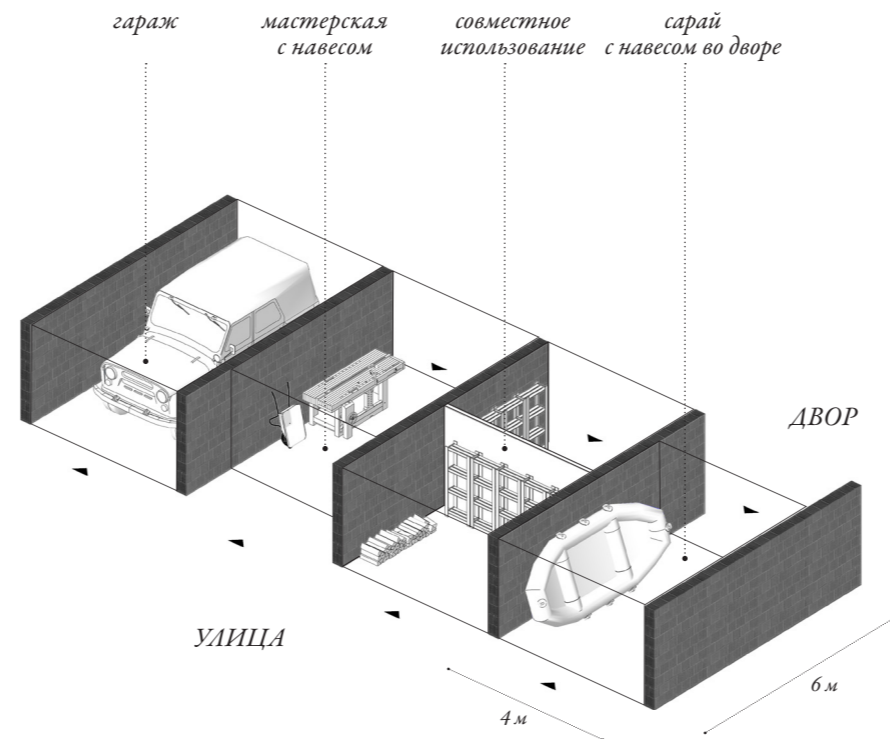 гараж
мастерская
с навесом
совместное
использование
сарай
с навесом во дворе
ДВОР
УЛИЦА
6 м
4 м